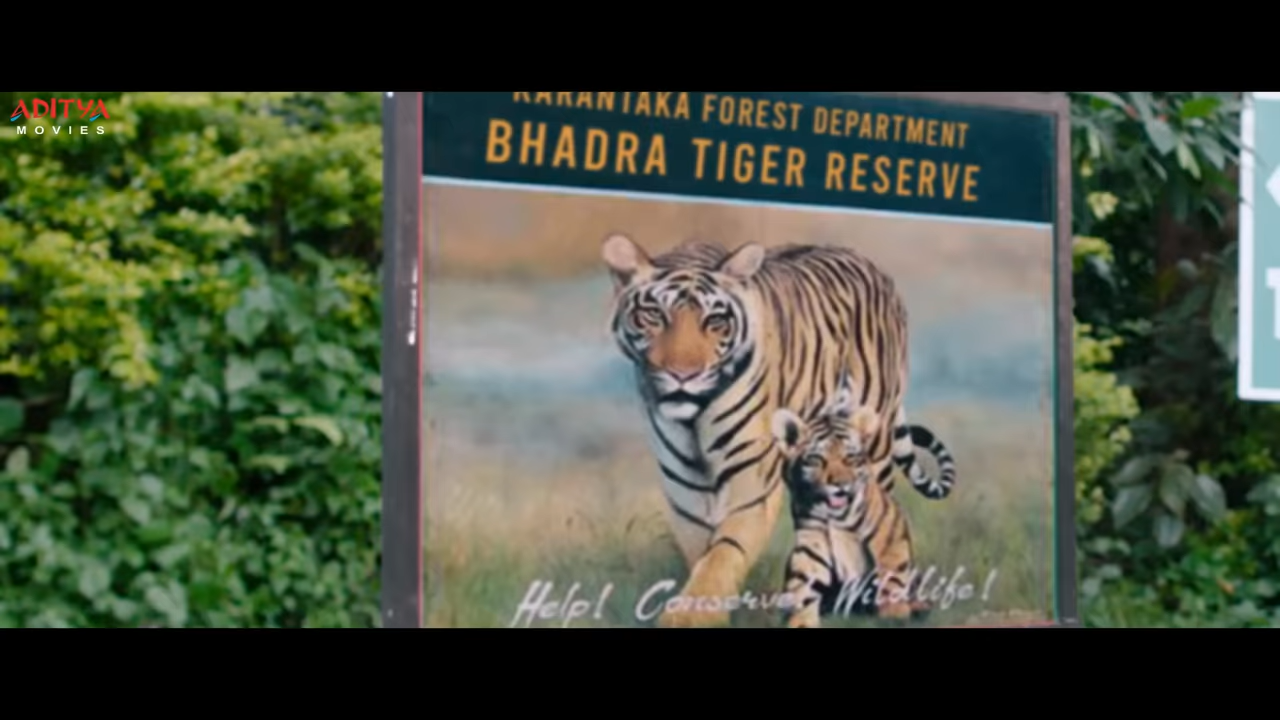 ADITYA
MOVIES
KARANTAKA FOREST DEPARTMENT
BHADRA TIGER RESERVE
Help! Conserve Wildlife!